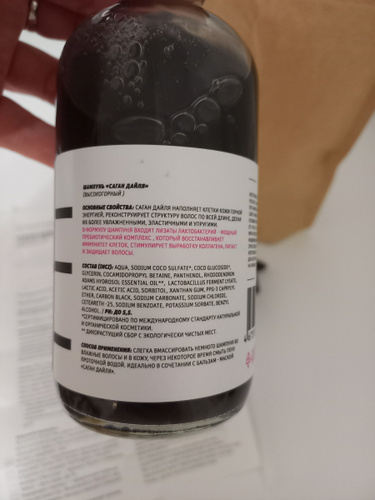 ШАМПУНЬ «САГАН ДАЙЛЯ»
(ВЫСОКОГОРНЫЙ)
ОСНОВНЫЕ СВОЙСТВА: САГАН ДАЙЛЯ НАПОЛНЯЕТ КЛЕТКИ КОЖИ ГОРНОЙ
ЭНЕРГИЕЙ, РЕКОНСТРУИРУЕТ СТРУКТУРУ ВОЛОС ПО ВСЕЙ ДЛИНЕ, ДЕЛАЯ
ИХ БОЛЕЕ УВЛАЖНЕННЫМИ, ЭЛАСТИЧНЫМИ И УПРУГИМИ.
В ФОРМУЛУ ШАМПУНЯ ВХОДЯТ ЛИЗАТЫ ЛАКТОБАКТЕРИЙ - МОЩНЫЙ
ПРОБИОТИЧЕСКИЙ КОМПЛЕКС, КОТОРЫЙ ВОССТАНАВЛИВАЕТ
ИММУНИТЕТ КЛЕТОК, СТИМУЛИРУЕТ ВЫРАБОТКУ КОЛЛАГЕНА, ПИТАЕТ
И ЗАЩИЩАЕТ ВОЛОСЫ.
СОСТАВ (INCI): AQUA, SODIUM COCO SULFATE*, COCO GLUCOSIDE*,
GLYCERIN, COCAMIDOPROPYL BETAINE, PANTHENOL, RHODODENDRON
ADAMS HYDROSOL ESSENTIAL OIL**, LACTOBACILLUS FERMENT LYSATE,
LACTIC ACID, ACETIC ACID, SORBITOL, XANTHAN GUM, PPG-3 CAPRYLYL
ETHER, CARBON BLACK, SODIUM CARBONATE, SODIUM CHLORIDE,
CETEARETH -25, SODIUM BENZOATE, POTASSIUM SORBATE, BENZYL
ALCOHOL. / PH: ДО 5,5.
*СЕРТИФИЦИРОВАНО ПО МЕЖДУНАРОДНОМУ СТАНДАРТУ НАТУРАЛЬНОЙ
И ОРГАНИЧЕСКОЙ КОСМЕТИКИ.
** ДИКОРАСТУЩИЙ СБОР С ЭКОЛОГИЧЕСКИ ЧИСТЫХ МЕСТ.
СПОСОБ ПРИМЕНЕНИЯ: СЛЕГКА ВМАССИРОВАТЬ НЕМНОГО ШАМПУНЯ ВО
ВЛАЖНЫЕ ВОЛОСЫ И В КОЖУ, ЧЕРЕЗ НЕКОТОРОЕ ВРЕМЯ СМЫТЬ ПЕНУ
ПРОТОЧНОЙ ВОДОЙ. ИДЕАЛЬНО В СОЧЕТАНИИ С БАЛЬЗАМ - МАСКОЙ
«САГАН ДАЙЛЯ».